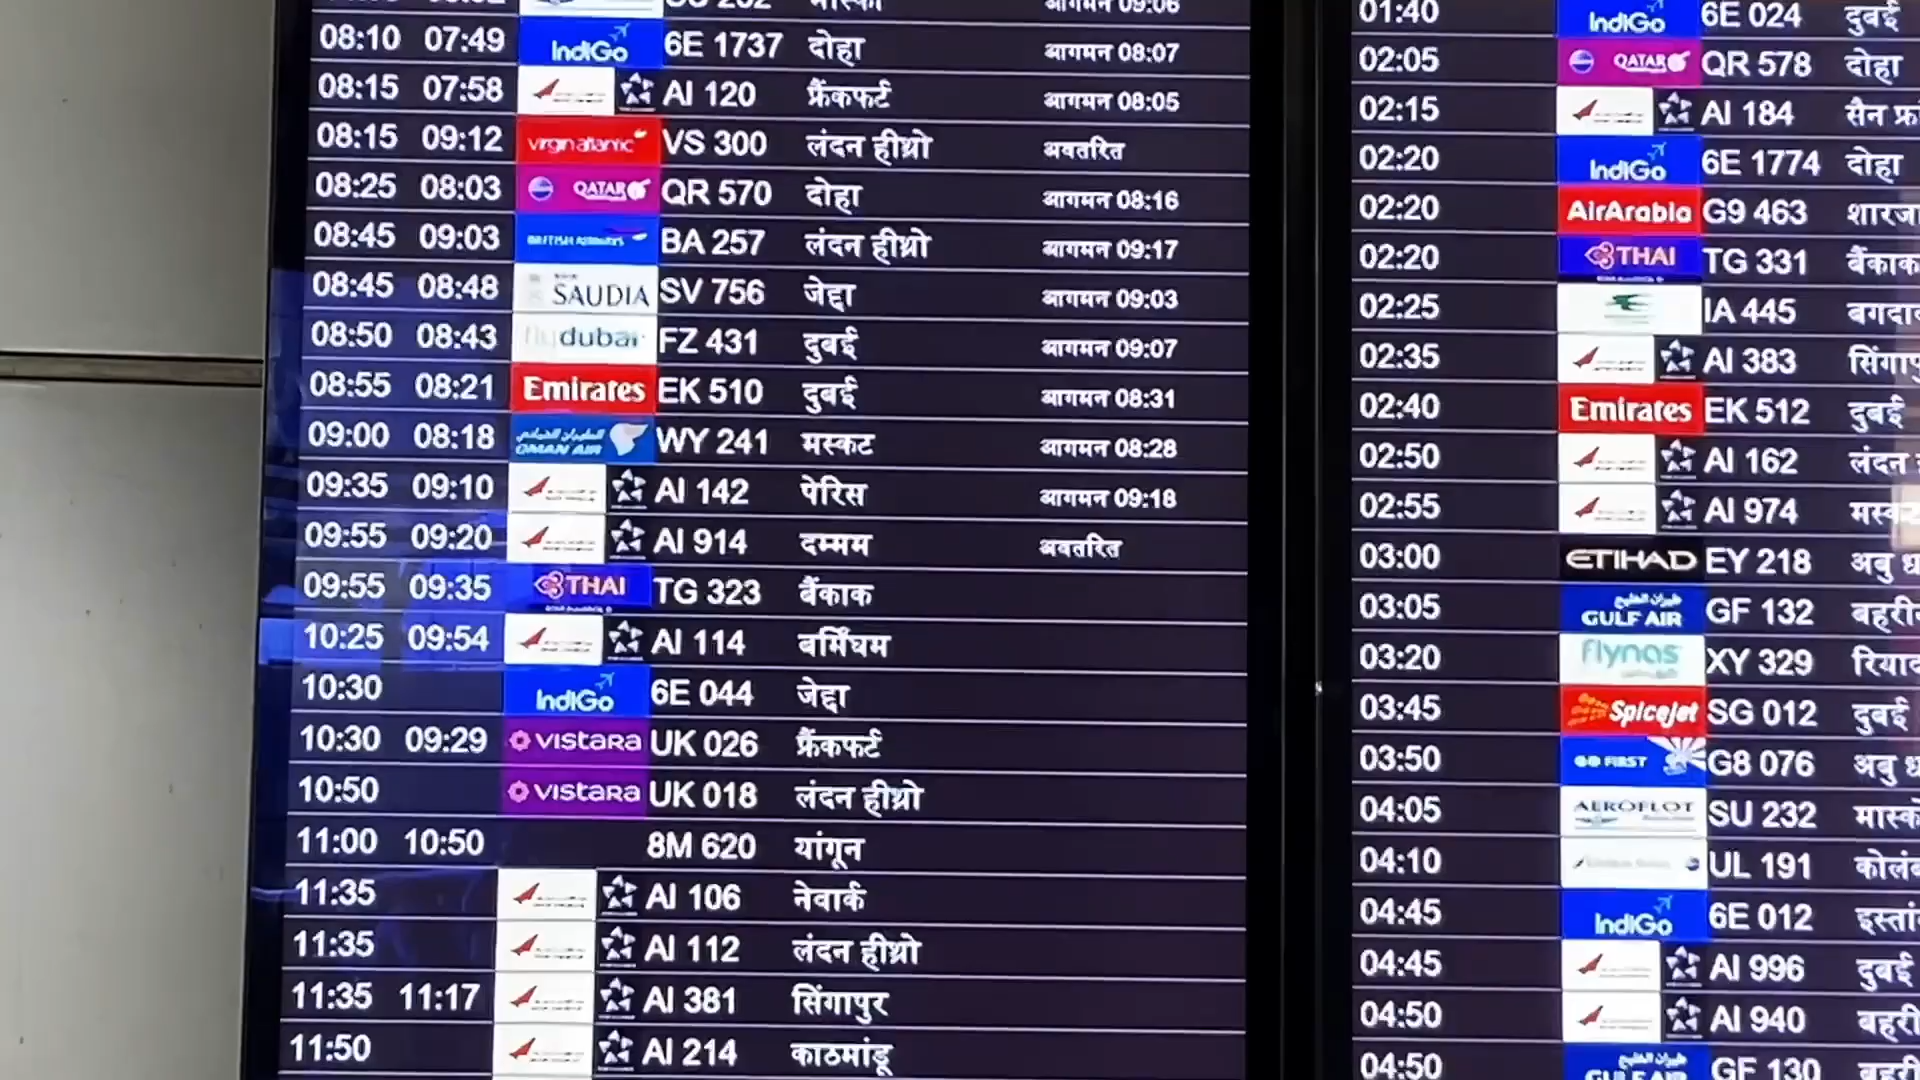 08:10 07:49 IndiGo 6E 1737 दोहा आगमन 08:07
08:15 07:58 AI 120 फ्रैंकफर्ट आगमन 08:05
08:15 09:12 virgin atlantic VS 300 लंदन हीथ्रो अवतरित
08:25 08:03 QATAR QR 570 दोहा आगमन 08:16
08:45 09:03 BRITISH AIRWAYS BA 257 लंदन हीथ्रो आगमन 09:17
08:45 08:48 SAUDIA SV 756 जेद्दा आगमन 09:03
08:50 08:43 flydubai FZ 431 दुबई आगमन 09:07
08:55 08:21 Emirates EK 510 दुबई आगमन 08:31
09:00 08:18 الطيران العماني OMAN AIR WY 241 मस्कट आगमन 08:28
09:35 09:10 AI 142 पेरिस आगमन 09:18
09:55 09:20 AI 914 दम्मम अवतरित
09:55 09:35 THAI TG 323 बैंकाक
10:25 09:54 AI 114 बर्मिंघम
10:30 IndiGo 6E 044 जेद्दा
10:30 09:29 VISTARA UK 026 फ्रैंकफर्ट
10:50 VISTARA UK 018 लंदन हीथ्रो
11:00 10:50 8M 620 यांगून
11:35 AI 106 नेवार्क
11:35 AI 112 लंदन हीथ्रो
11:35 11:17 AI 381 सिंगापुर
11:50 AI 214 काठमांडू
01:40 IndiGo 6E 024 दुबई
02:05 QATAR QR 578 दोहा
02:15 AI 184 सैन
02:20 IndiGo 6E 1774 दोहा
02:20 AirArabia G9 463
02:20 THAI TG 331 बैंकाक
02:25 IA 445
02:35 AI 383
02:40 Emirates EK 512 दुबई
02:50 AI 162 लंदन
02:55 AI 974
03:00 ETIHAD EY 218 अबु
03:05 طيران الخليج GULF AIR GF 132
03:20 flynas XY 329
03:45 Spicejet SG 012 दुबई
03:50 GO FIRST G8 076 अबु
04:05 AEROFLOT SU 232
04:10 UL 191
04:45 IndiGo 6E 012
04:45 AI 996 दुबई
04:50 AI 940
04:50 طيران الخليج GULF AIR GF 130